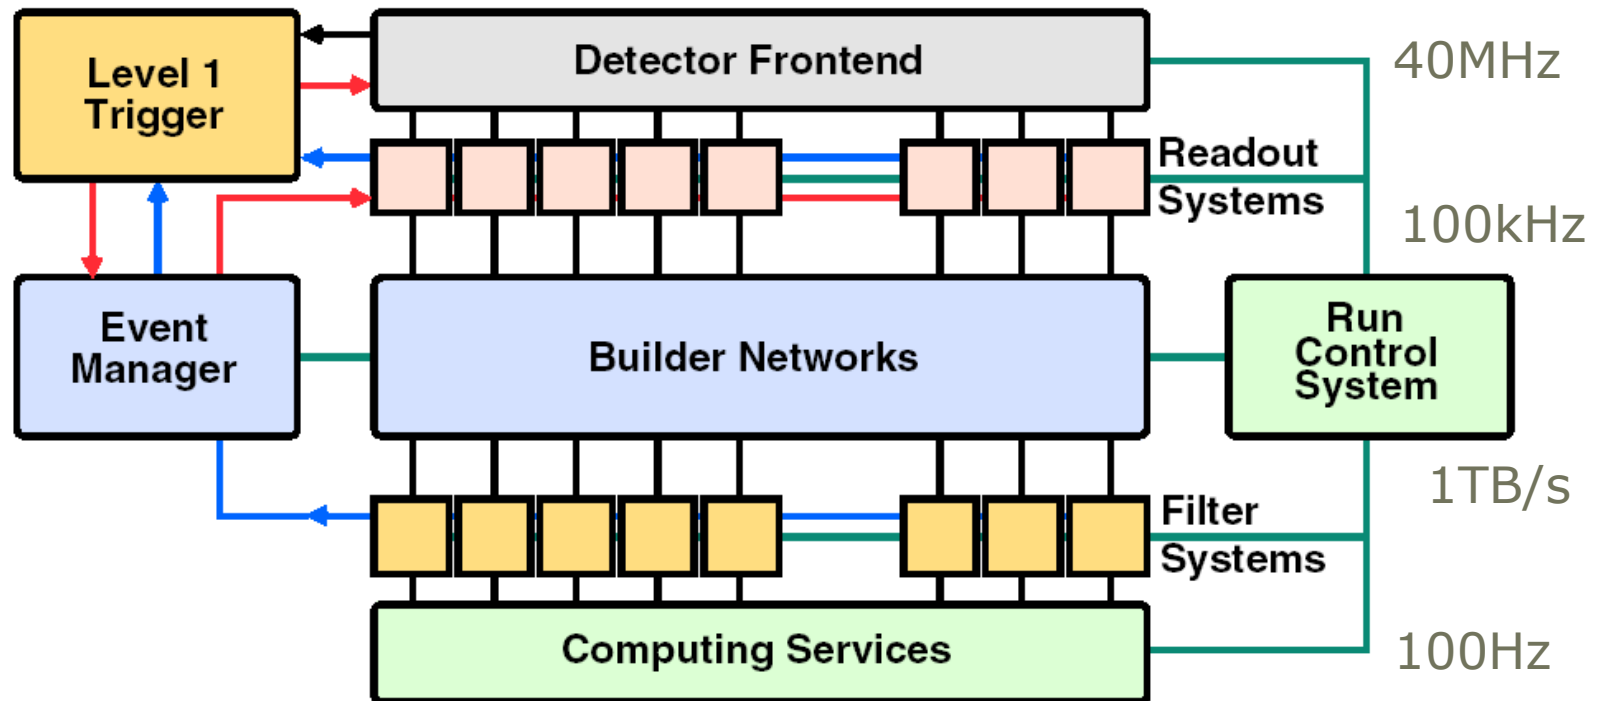 Level 1
Trigger
Detector Frontend
40MHz
Readout
Systems
100kHz
Event
Manager
Builder Networks
Run
Control
System
1TB/s
Filter
Systems
Computing Services
100Hz